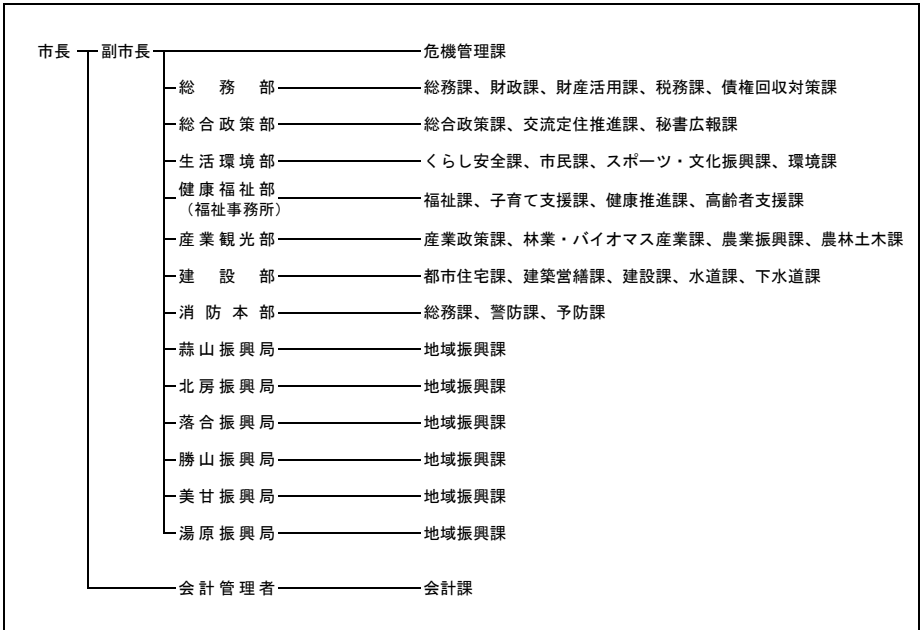 市長 副市長 危機管理課
総務部 総務課、財政課、財産活用課、税務課、債権回収対策課
総合政策部 総合政策課、交流定住推進課、秘書広報課
生活環境部 くらし安全課、市民課、スポーツ・文化振興課、環境課
健康福祉部 福祉課、子育て支援課、健康推進課、高齢者支援課
（福祉事務所）
産業観光部 産業政策課、林業・バイオマス産業課、農業振興課、農林土木課
建設部 都市住宅課、建築営繕課、建設課、水道課、下水道課
消防本部 総務課、警防課、予防課
蒜山振興局 地域振興課
北房振興局 地域振興課
落合振興局 地域振興課
勝山振興局 地域振興課
美甘振興局 地域振興課
湯原振興局 地域振興課
会計管理者 会計課